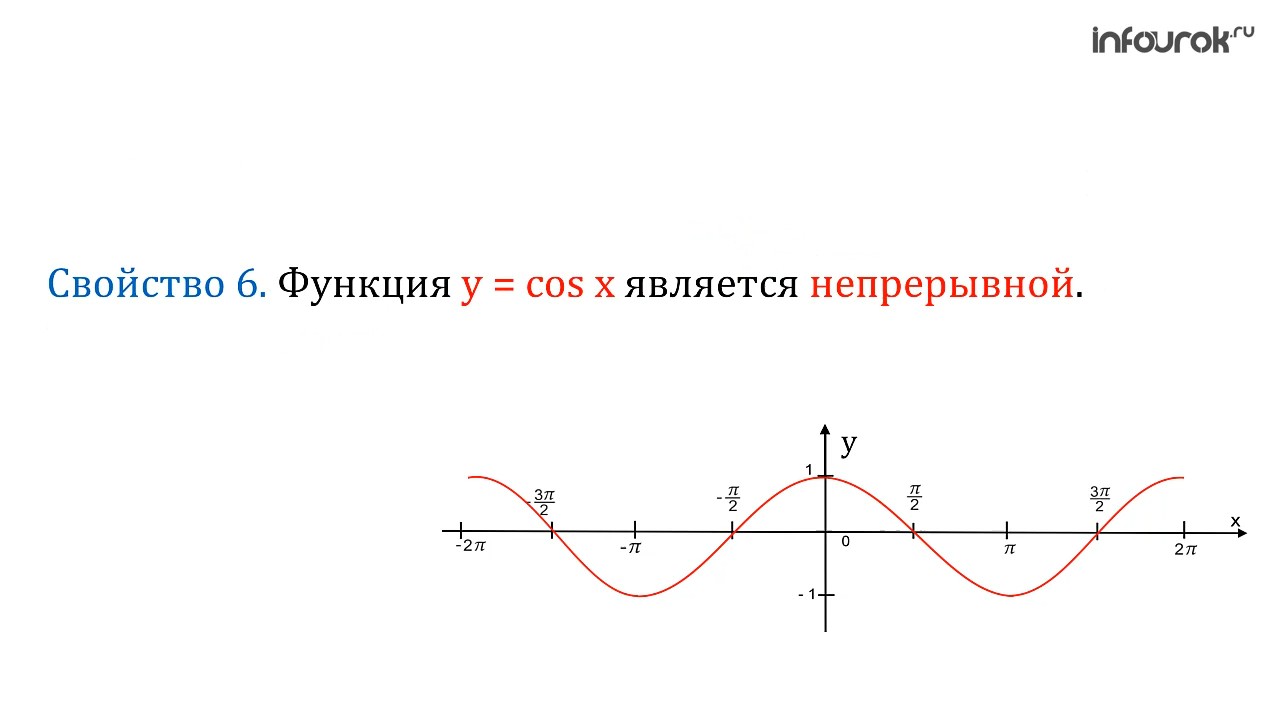 infourok.ru
Свойство 6. Функция y = cos x является непрерывной.
y
1
-3π/2
-π/2
π/2
3π/2
x
-2π
-π
0
π
2π
-1